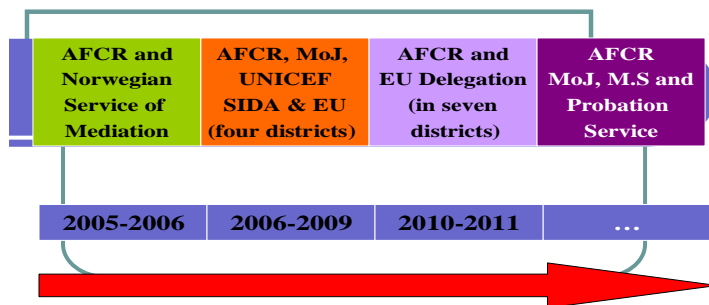 AFCR and
Norwegian
Service of
Mediation
AFCR, MoJ,
UNICEF
SIDA & EU
(four districts)
AFCR and
EU Delegation
(in seven
districts)
AFCR
MoJ, M.S and
Probation
Service
2005-2006
2006-2009
2010-2011
…